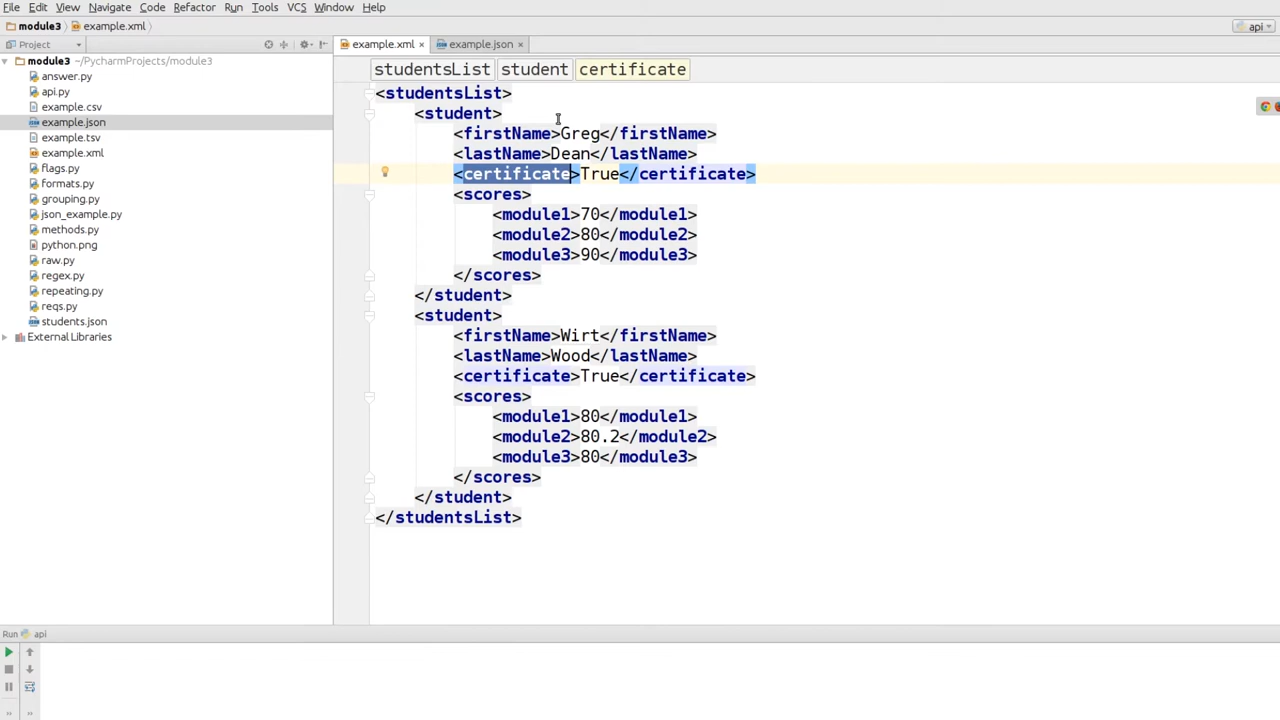 File Edit View Navigate Code Refactor Run Tools VCS Window Help
module3 example.xml api
Project example.xml example.json
module3 ~/PycharmProjects/module3
answer.py
api.py
example.csv
example.json
example.tsv
example.xml
flags.py
formats.py
grouping.py
json_example.py
methods.py
python.png
raw.py
regex.py
repeating.py
reqs.py
students.json
External Libraries
studentsList student certificate
<studentsList>
<student>
<firstName>Greg</firstName>
<lastName>Dean</lastName>
<certificate>True</certificate>
<scores>
<module1>70</module1>
<module2>80</module2>
<module3>90</module3>
</scores>
</student>
<student>
<firstName>Wirt</firstName>
<lastName>Wood</lastName>
<certificate>True</certificate>
<scores>
<module1>80</module1>
<module2>80.2</module2>
<module3>80</module3>
</scores>
</student>
</studentsList>
Run api